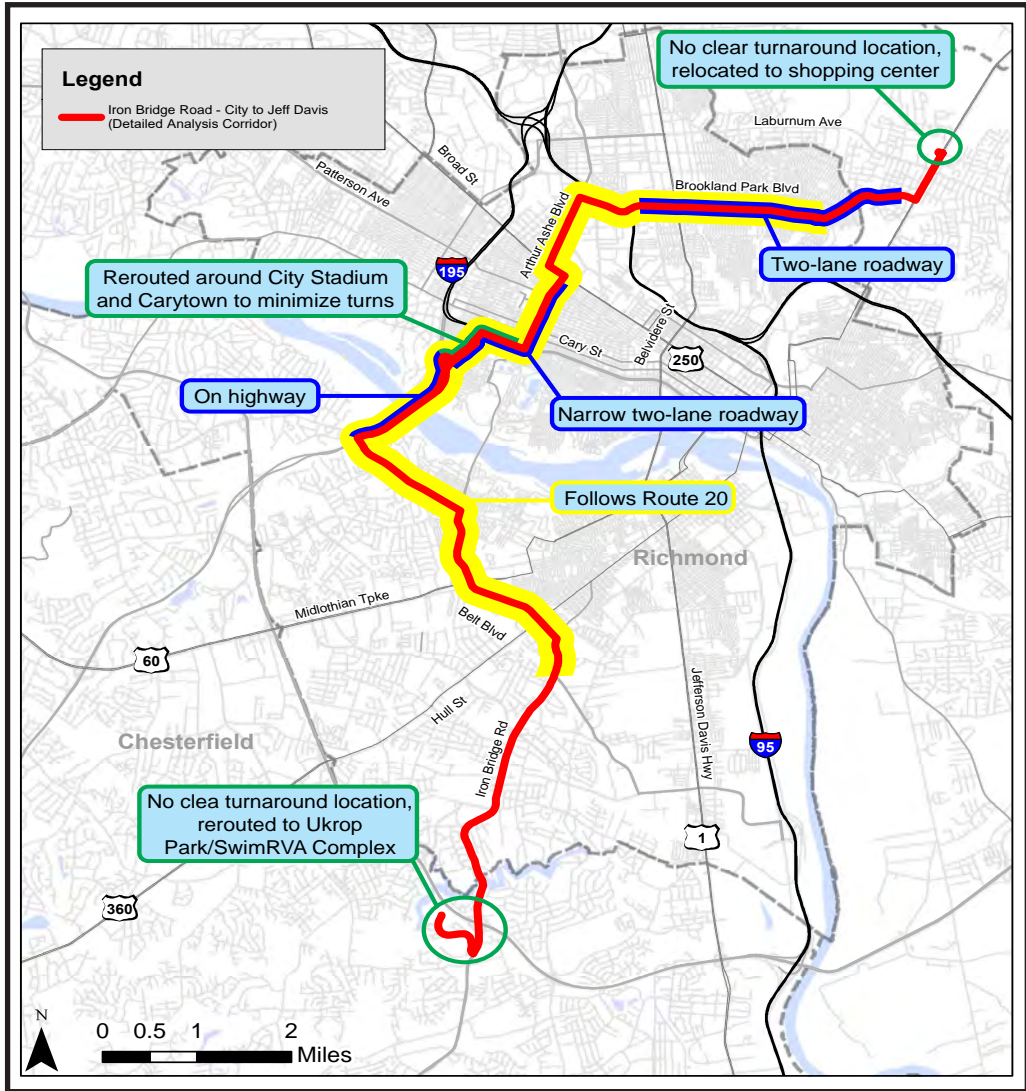 No clear turnaround location,
relocated to shopping center
Legend
Iron Bridge Road - City to Jeff Davis
(Detailed Analysis Corridor)
Laburnum Ave
Broad St
Patterson Ave
Brookland Park Blvd
Arthur Ashe Blvd
Two-lane roadway
195
Rerouted around City Stadium
and Carytown to minimize turns
Cary St
Belvidere St
250
On highway
Narrow two-lane roadway
Follows Route 20
Richmond
Midlothian Tpke
Belt Blvd
60
Hull St
Jefferson Davis Hwy
Chesterfield
Iron Bridge Rd
95
No clea turnaround location,
rerouted to Ukrop
Park/SwimRVA Complex
1
360
N
0 0.5 1 2
Miles